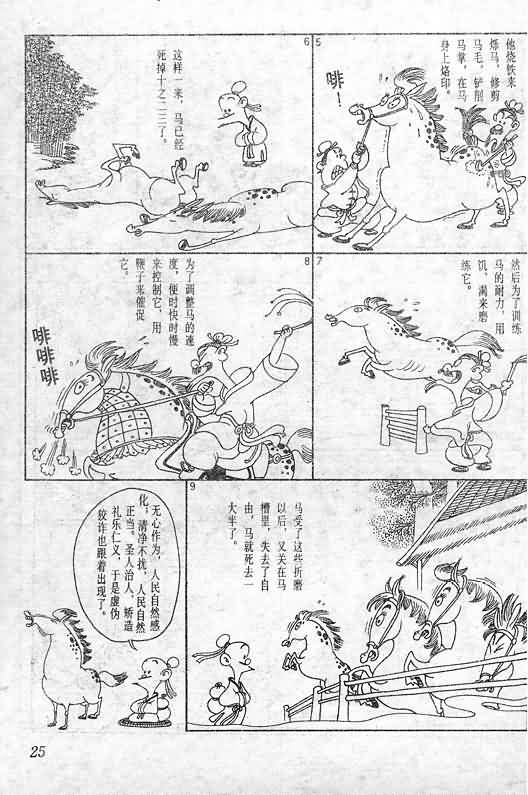 5
他烧铁来
烁马，修剪
马毛，铲削
马掌，在马
身上烙印。
啡！
6
这样一来，马已经
死掉十之二三了。
7
然后为了训练
马的耐力，用
饥、渴来磨
练它。
8
为了调整马的速
度，便时快时慢
来控制它，用
鞭子来催促
它。
啡啡啡
9
马受了这些折磨
以后，又关在马
槽里，失去了自
由，马就死去一
大半了。
无心作为，人民自然感
化，清净不扰，人民自然
正当。圣人治人，矫造
礼乐仁义，于是虚伪
狡诈也跟着出现了。
25